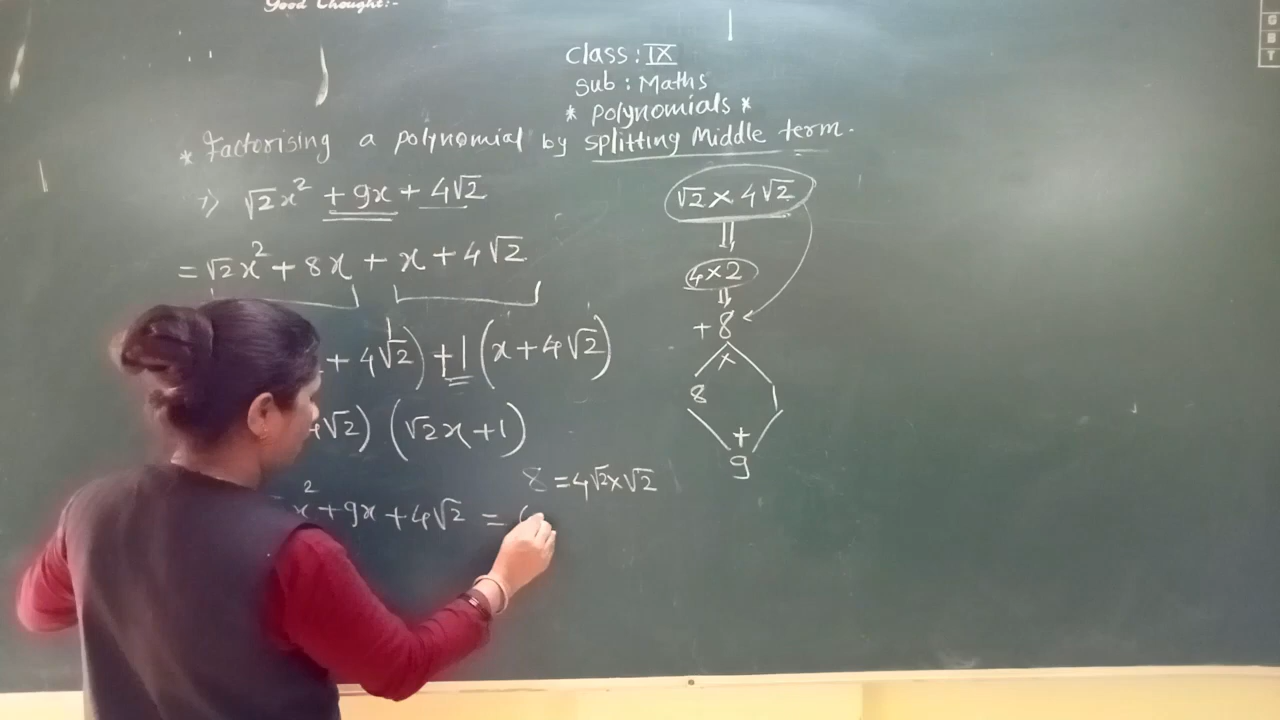 Good Thought:-
Class: IX
Sub: Maths
* Polynomials *
* Factorising a polynomial by splitting Middle term.
1) √2x² + 9x + 4√2
= √2x² + 8x + x + 4√2
+ 4√2) + 1 (x + 4√2)
√2) (√2x + 1)
8 = 4√2 × √2
x² + 9x + 4√2 = (
√2 × 4√2
4×2
+8
×
8 1
+
9
G
B
T